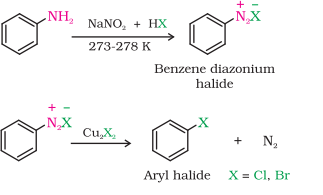 NH₂
NaNO₂ + HX
273-278 K
+ –
N₂X
Benzene diazonium
halide
+ –
N₂X
Cu₂X₂
X
+ N₂
Aryl halide X = Cl, Br